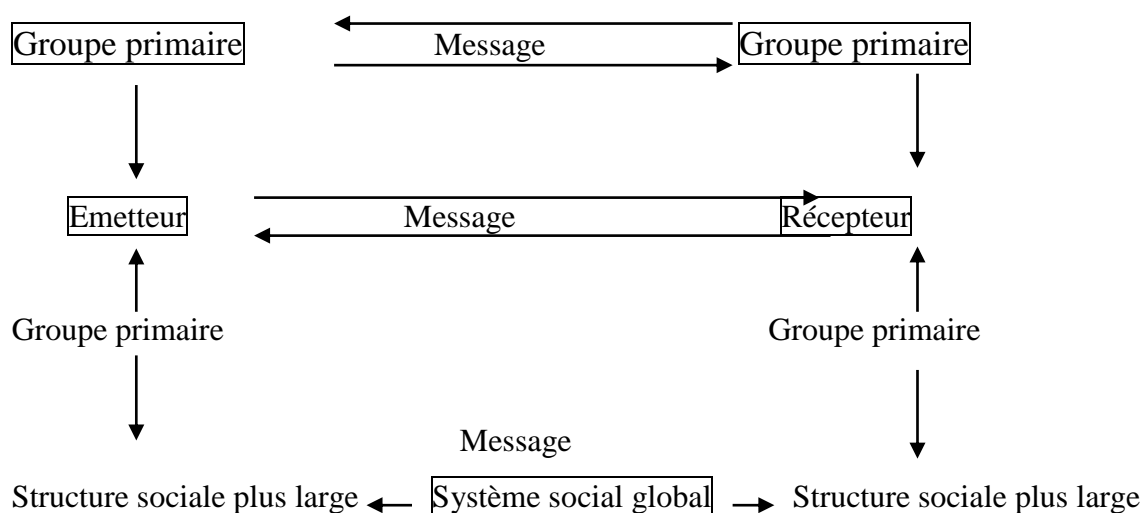 Groupe primaire Message Groupe primaire
Emetteur Message Récepteur
Groupe primaire Groupe primaire
Message
Structure sociale plus large Système social global Structure sociale plus large